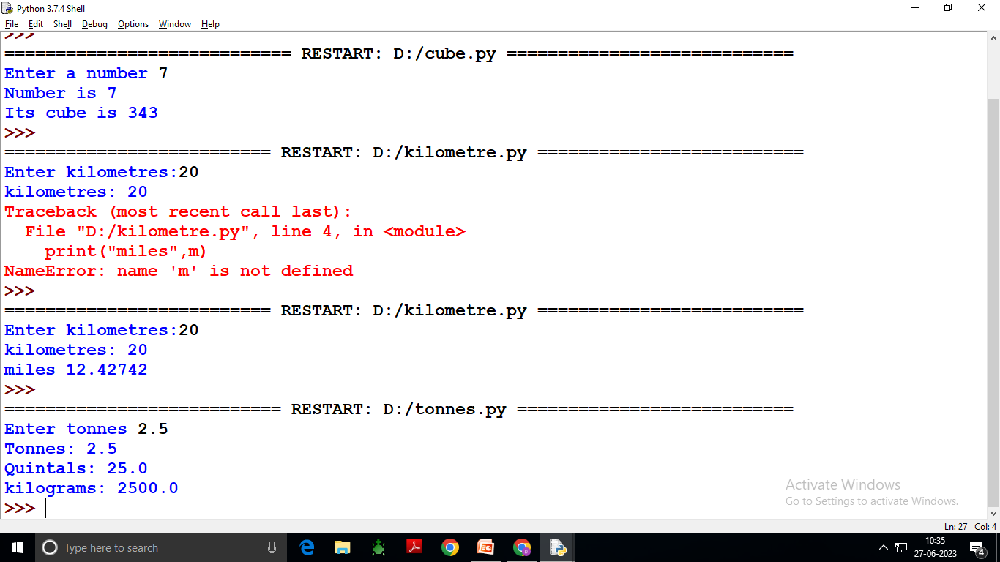 Python 3.7.4 Shell
File Edit Shell Debug Options Window Help
>>>
============================ RESTART: D:/cube.py ============================
Enter a number 7
Number is 7
Its cube is 343
>>>
========================== RESTART: D:/kilometre.py ==========================
Enter kilometres:20
kilometres: 20
Traceback (most recent call last):
  File "D:/kilometre.py", line 4, in <module>
    print("miles",m)
NameError: name 'm' is not defined
>>>
========================== RESTART: D:/kilometre.py ==========================
Enter kilometres:20
kilometres: 20
miles 12.42742
>>>
=========================== RESTART: D:/tonnes.py ===========================
Enter tonnes 2.5
Tonnes: 2.5
Quintals: 25.0
kilograms: 2500.0
>>>
Activate Windows
Go to Settings to activate Windows.
Ln: 27 Col: 4
Type here to search
10:35
27-06-2023
4